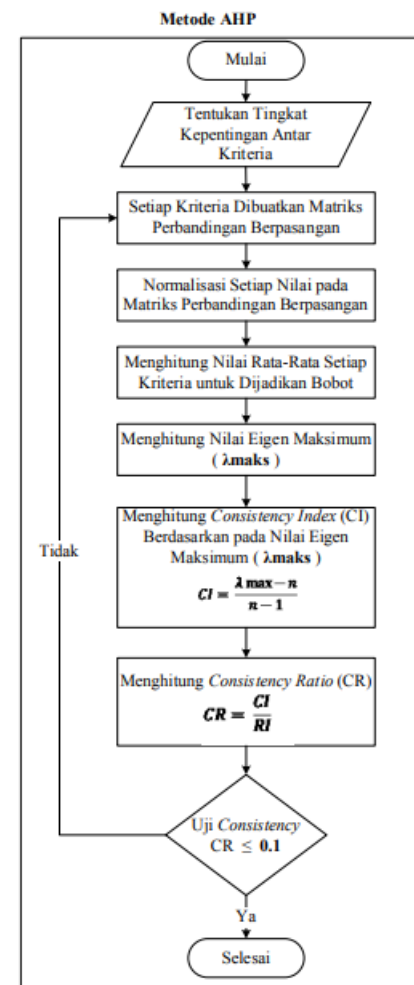 Metode AHP
Mulai
Tentukan Tingkat
Kepentingan Antar
Kriteria
Setiap Kriteria Dibuatkan Matriks
Perbandingan Berpasangan
Normalisasi Setiap Nilai pada
Matriks Perbandingan Berpasangan
Menghitung Nilai Rata-Rata Setiap
Kriteria untuk Dijadikan Bobot
Menghitung Nilai Eigen Maksimum
( λmaks )
Menghitung Consistency Index (CI)
Berdasarkan pada Nilai Eigen
Maksimum ( λmaks )
CI = (λ max − n) / (n − 1)
Tidak
Menghitung Consistency Ratio (CR)
CR = CI / RI
Uji Consistency
CR ≤ 0.1
Ya
Selesai